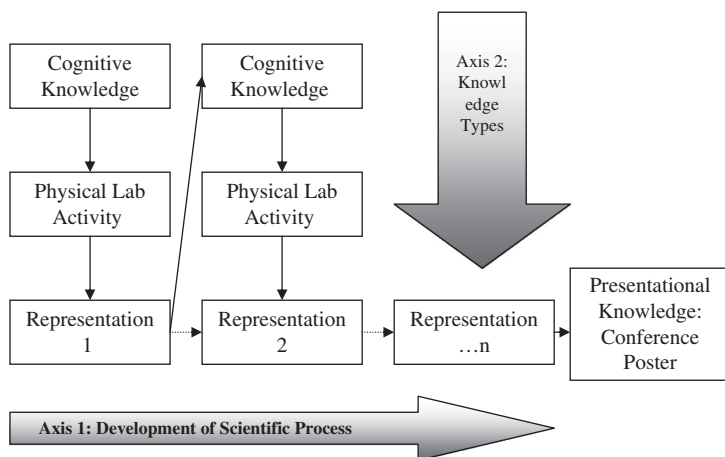 Cognitive
Knowledge
Cognitive
Knowledge
Axis 2:
Knowl
edge
Types
Physical Lab
Activity
Physical Lab
Activity
Representation
1
Representation
2
Representation
…n
Presentational
Knowledge:
Conference
Poster
Axis 1: Development of Scientific Process